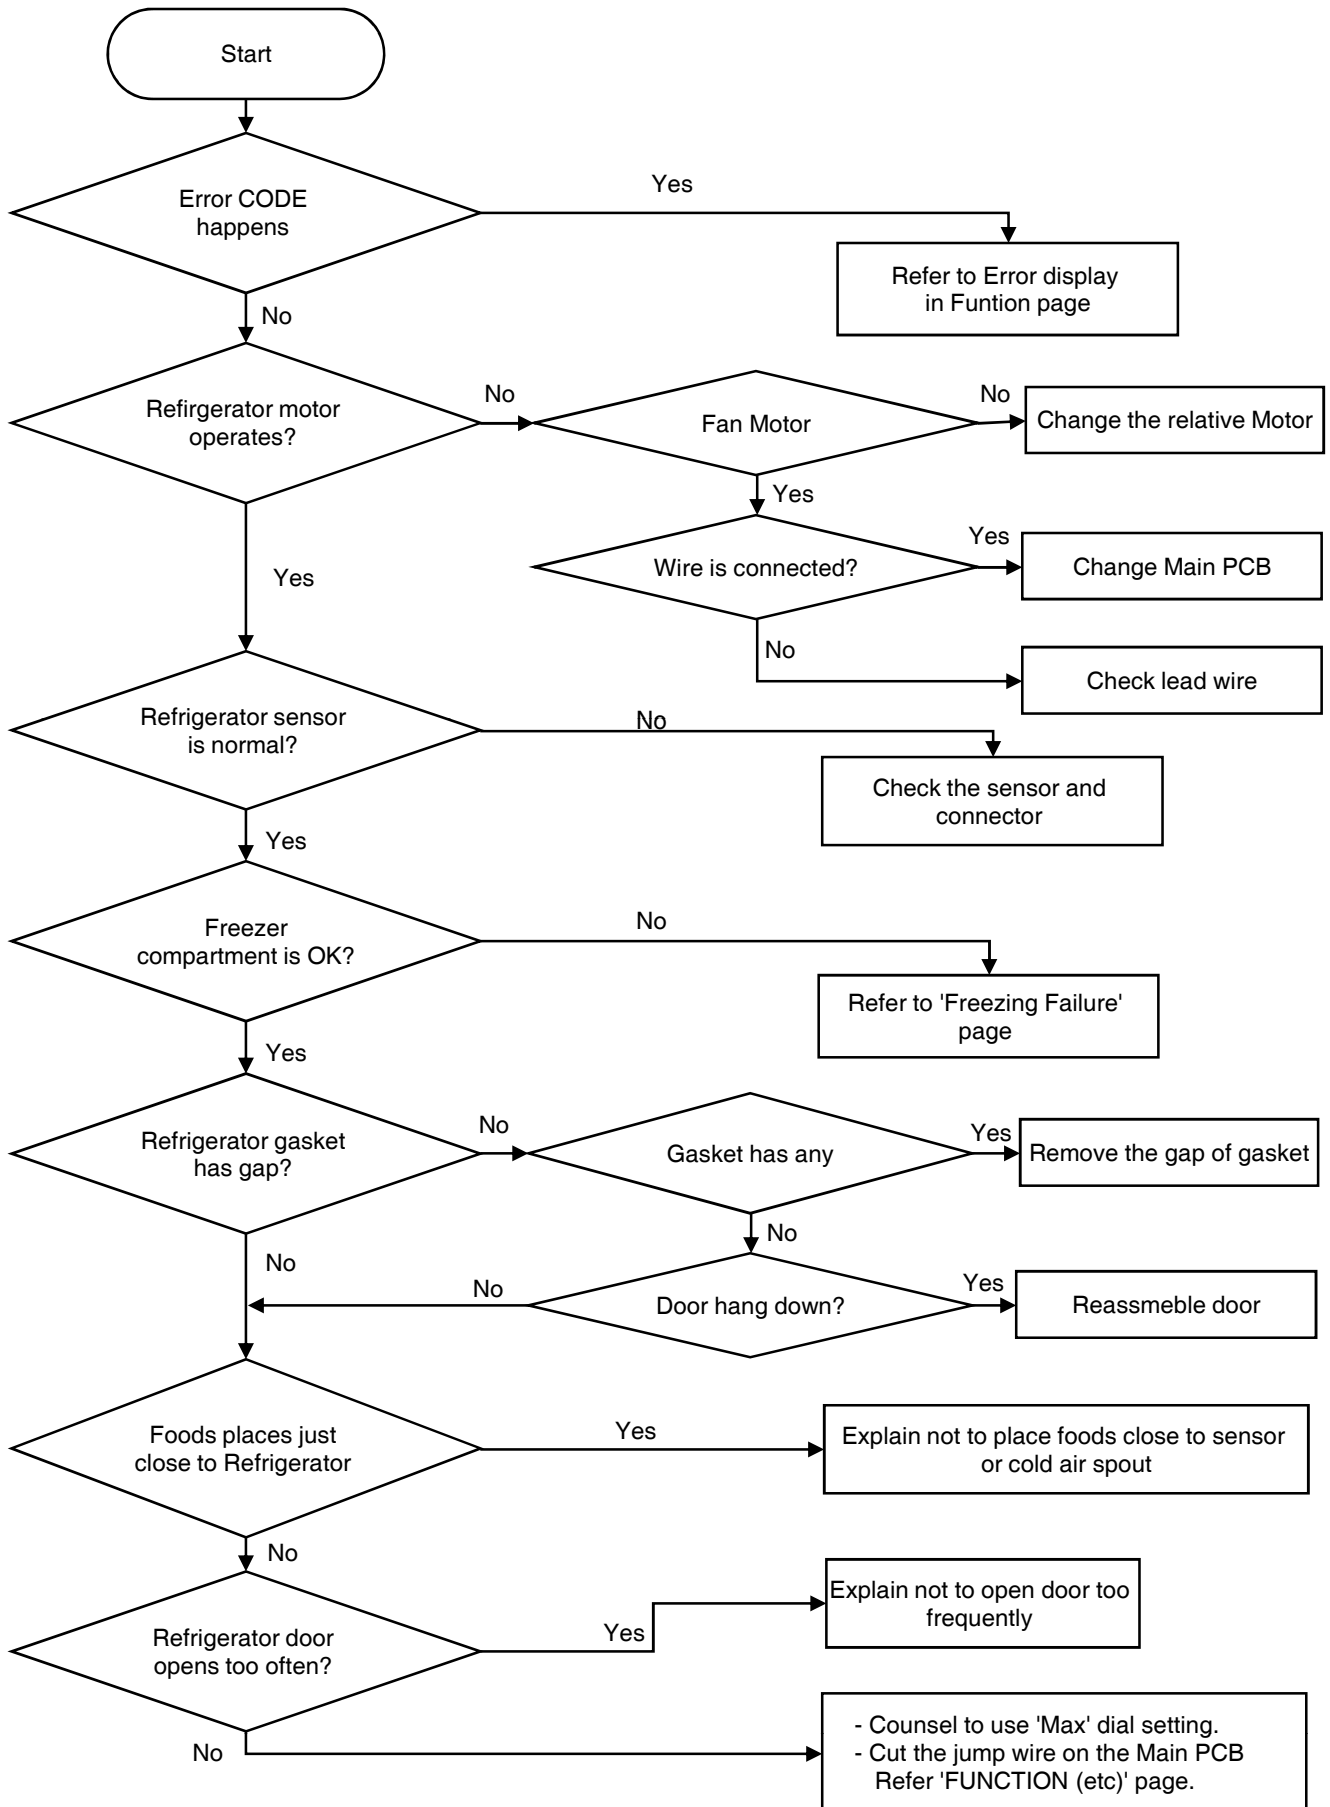 Start
Error CODE
happens
Yes
Refer to Error display
in Funtion page
No
Refirgerator motor
operates?
No
Fan Motor
No
Change the relative Motor
Yes
Wire is connected?
Yes
Change Main PCB
No
Check lead wire
Yes
Refrigerator sensor
is normal?
No
Check the sensor and
connector
Yes
Freezer
compartment is OK?
No
Refer to 'Freezing Failure'
page
Yes
Refrigerator gasket
has gap?
No
Gasket has any
Yes
Remove the gap of gasket
No
Door hang down?
Yes
Reassmeble door
No
No
Foods places just
close to Refrigerator
Yes
Explain not to place foods close to sensor
or cold air spout
No
Refrigerator door
opens too often?
Yes
Explain not to open door too
frequently
No
- Counsel to use 'Max' dial setting.
- Cut the jump wire on the Main PCB
Refer 'FUNCTION (etc)' page.